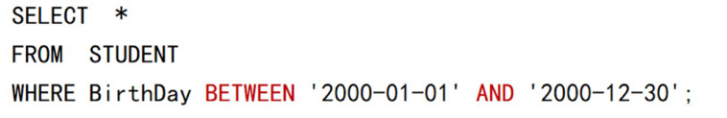 SELECT  *
FROM  STUDENT
WHERE BirthDay BETWEEN '2000-01-01' AND '2000-12-30';